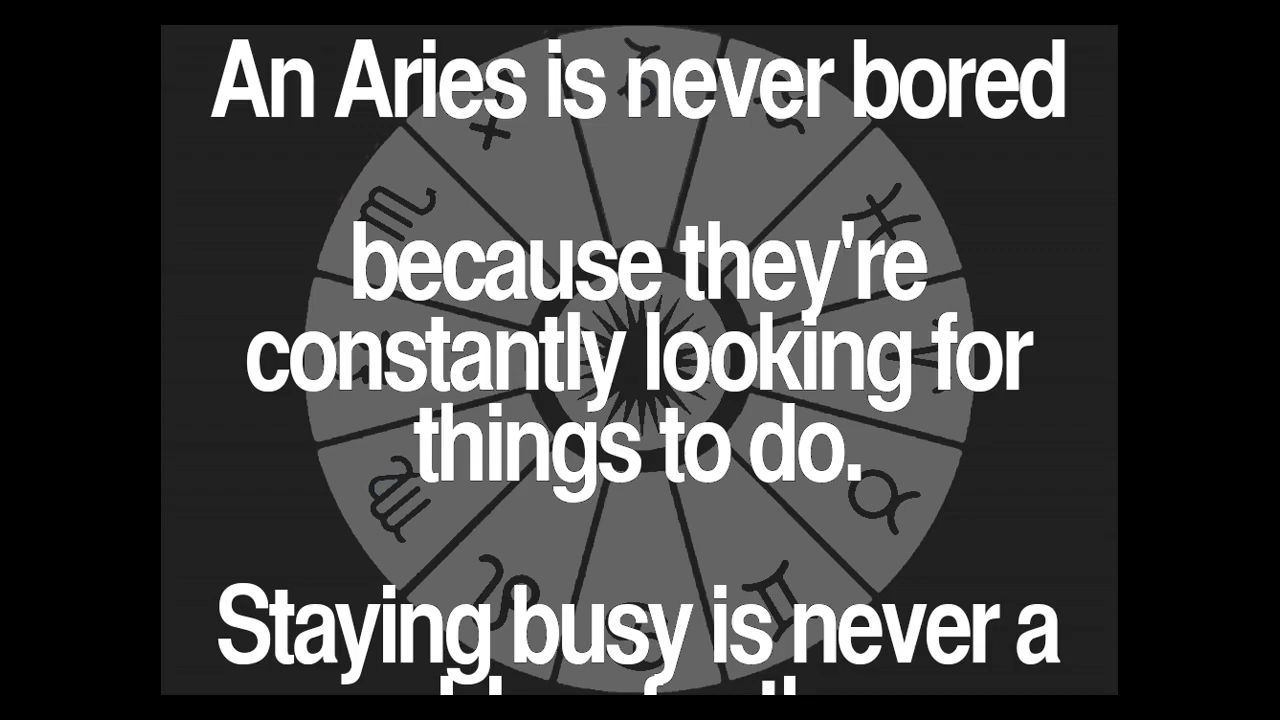 An Aries is never bored
because they're
constantly looking for
things to do.
Staying busy is never a